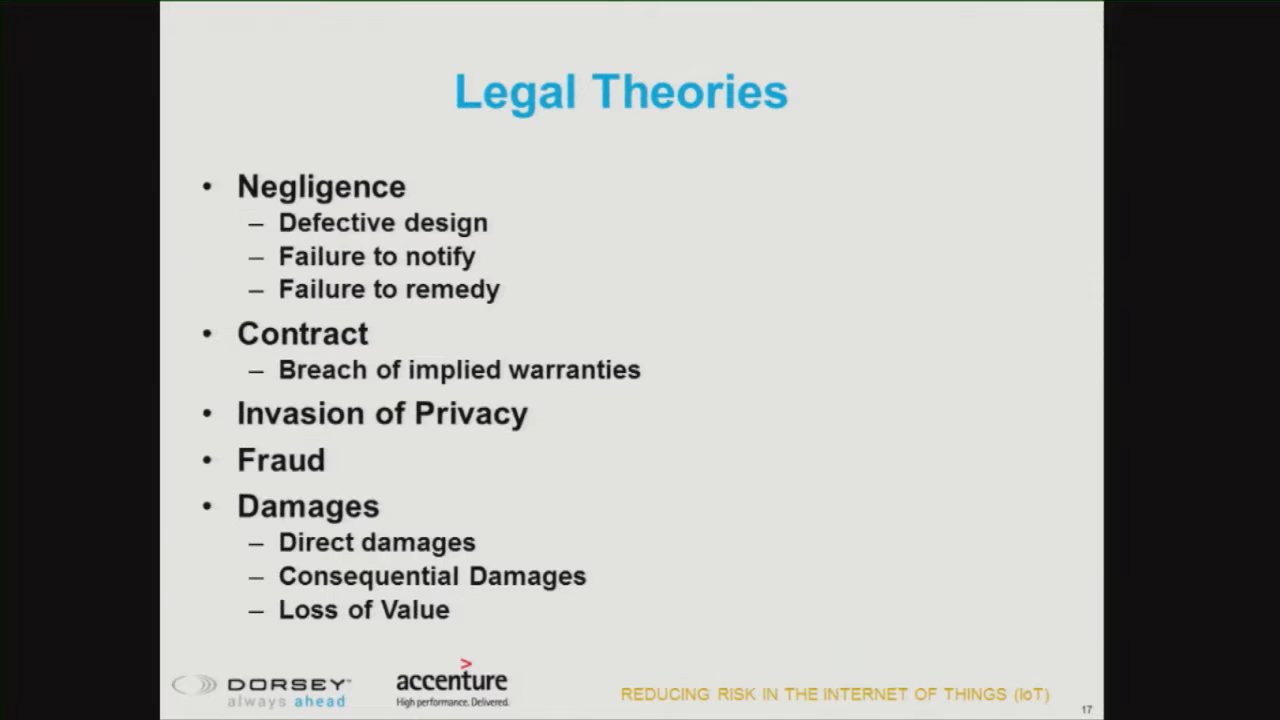 Legal Theories
• Negligence
– Defective design
– Failure to notify
– Failure to remedy
• Contract
– Breach of implied warranties
• Invasion of Privacy
• Fraud
• Damages
– Direct damages
– Consequential Damages
– Loss of Value
DORSEY™
always ahead
>
accenture
High performance. Delivered.
REDUCING RISK IN THE INTERNET OF THINGS (IoT)
17